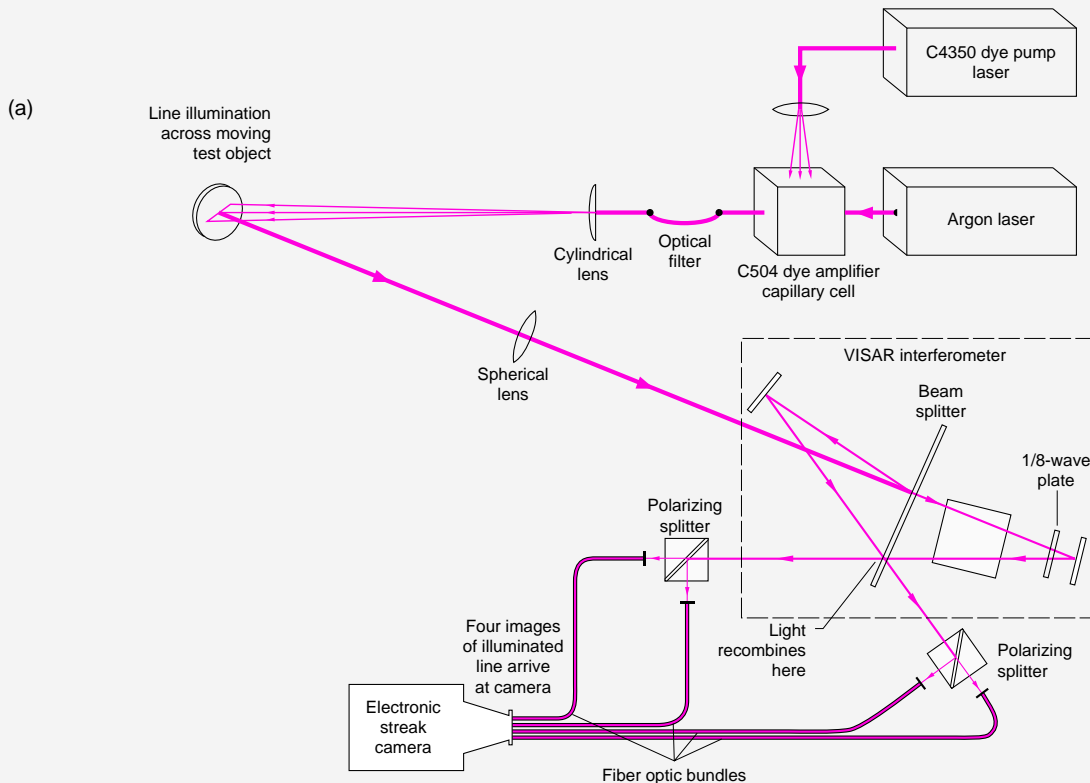 (a)
C4350 dye pump
laser
Line illumination
across moving
test object
Argon laser
Cylindrical
lens
Optical
filter
C504 dye amplifier
capillary cell
Spherical
lens
VISAR interferometer
Beam
splitter
1/8-wave
plate
Polarizing
splitter
Four images
of illuminated
line arrive
at camera
Light
recombines
here
Polarizing
splitter
Electronic
streak
camera
Fiber optic bundles